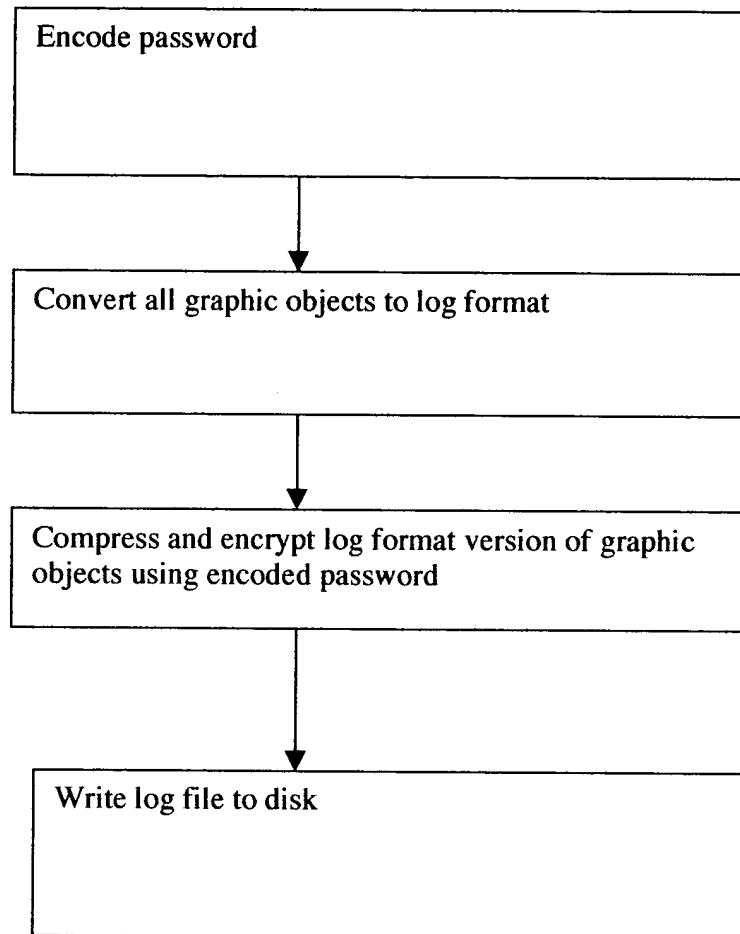 Encode password
Convert all graphic objects to log format
Compress and encrypt log format version of graphic
objects using encoded password
Write log file to disk